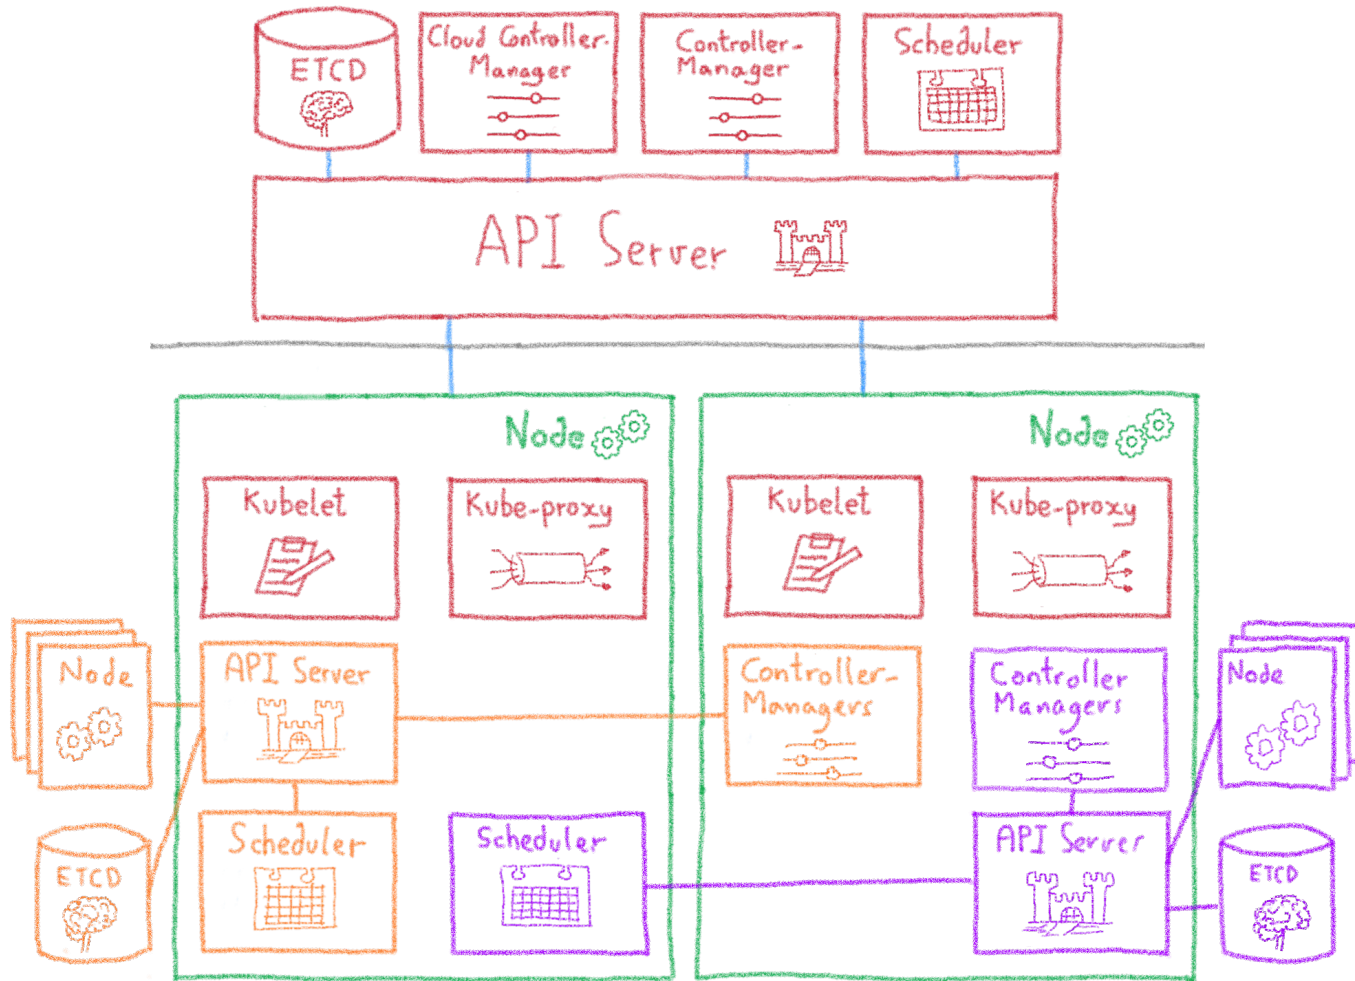 ETCD
Cloud Controller-
Manager
Controller-
Manager
Scheduler
API Server
Node
Node
Kubelet
Kube-proxy
Kubelet
Kube-proxy
Node
API Server
Controller-
Managers
Controller
Managers
Node
ETCD
Scheduler
Scheduler
API Server
ETCD